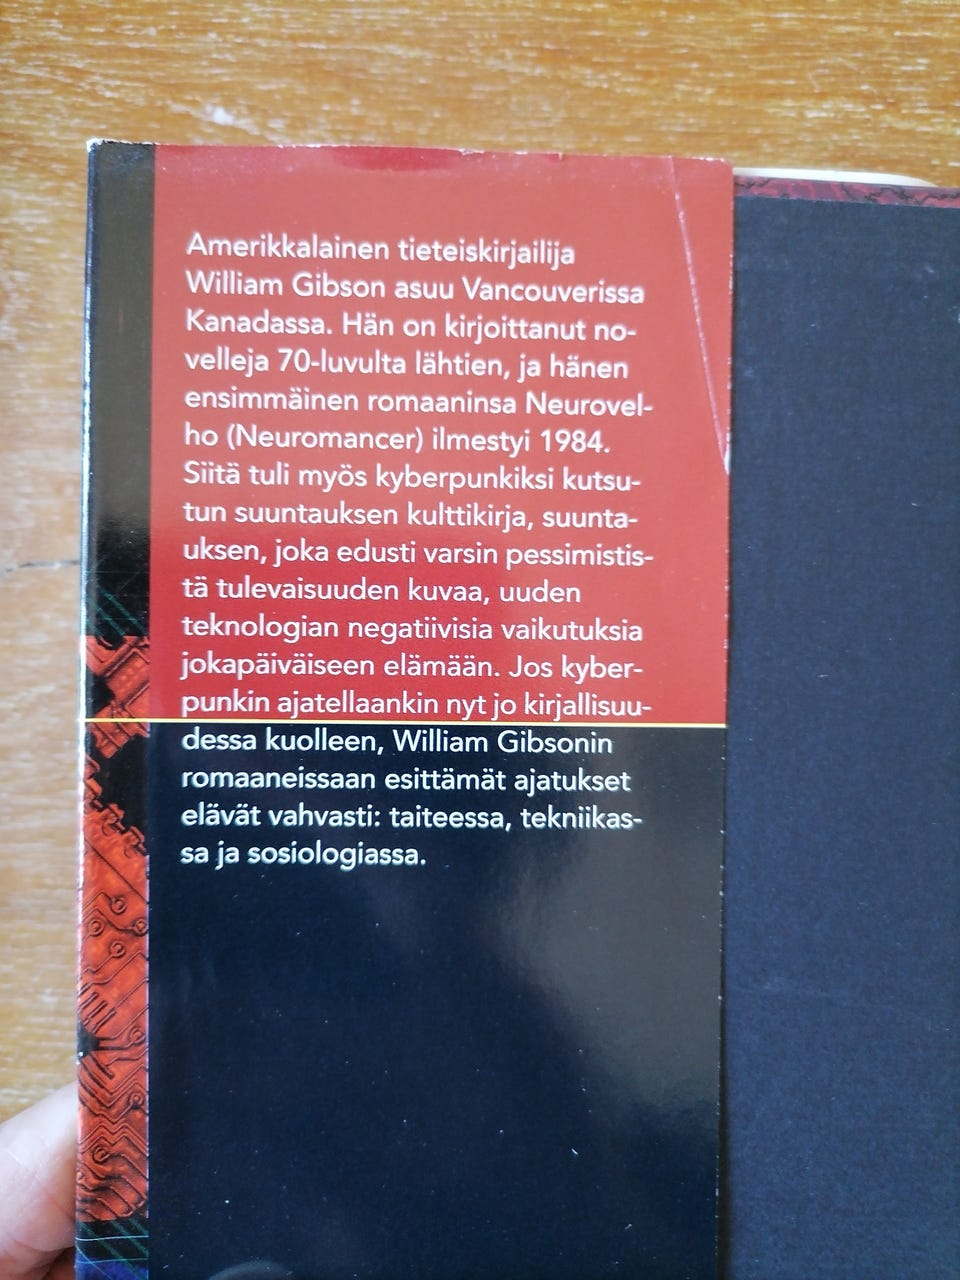 Amerikkalainen tieteiskirjailija
William Gibson asuu Vancouverissa
Kanadassa. Hän on kirjoittanut no-
velleja 70-luvulta lähtien, ja hänen
ensimmäinen romaaninsa Neurovel-
ho (Neuromancer) ilmestyi 1984.
Siitä tuli myös kyberpunkiksi kutsu-
tun suuntauksen kulttikirja, suunta-
uksen, joka edusti varsin pessimistis-
tä tulevaisuuden kuvaa, uuden
teknologian negatiivisia vaikutuksia
jokapäiväiseen elämään. Jos kyber-
punkin ajatellaankin nyt jo kirjallisuu-
dessa kuolleen, William Gibsonin
romaaneissaan esittämät ajatukset
elävät vahvasti: taiteessa, tekniikas-
sa ja sosiologiassa.